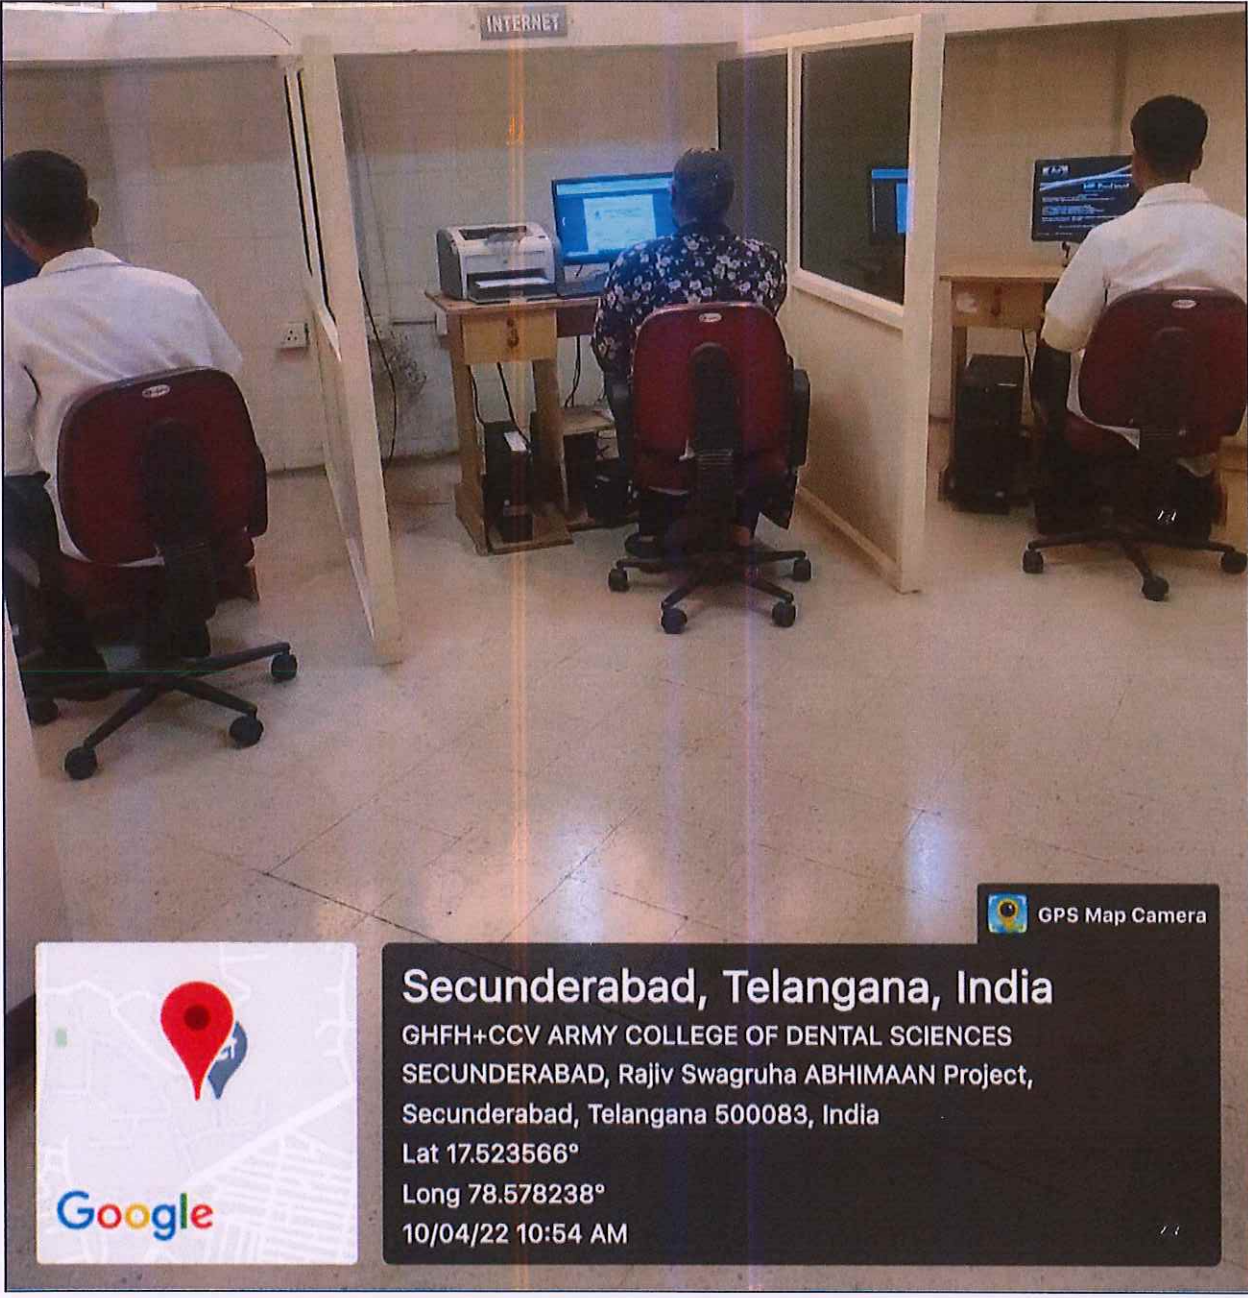 INTERNET
GPS Map Camera
Secunderabad, Telangana, India
GHFH+CCV ARMY COLLEGE OF DENTAL SCIENCES
SECUNDERABAD, Rajiv Swagruha ABHIMAAN Project,
Secunderabad, Telangana 500083, India
Lat 17.523566°
Long 78.578238°
10/04/22 10:54 AM
Google